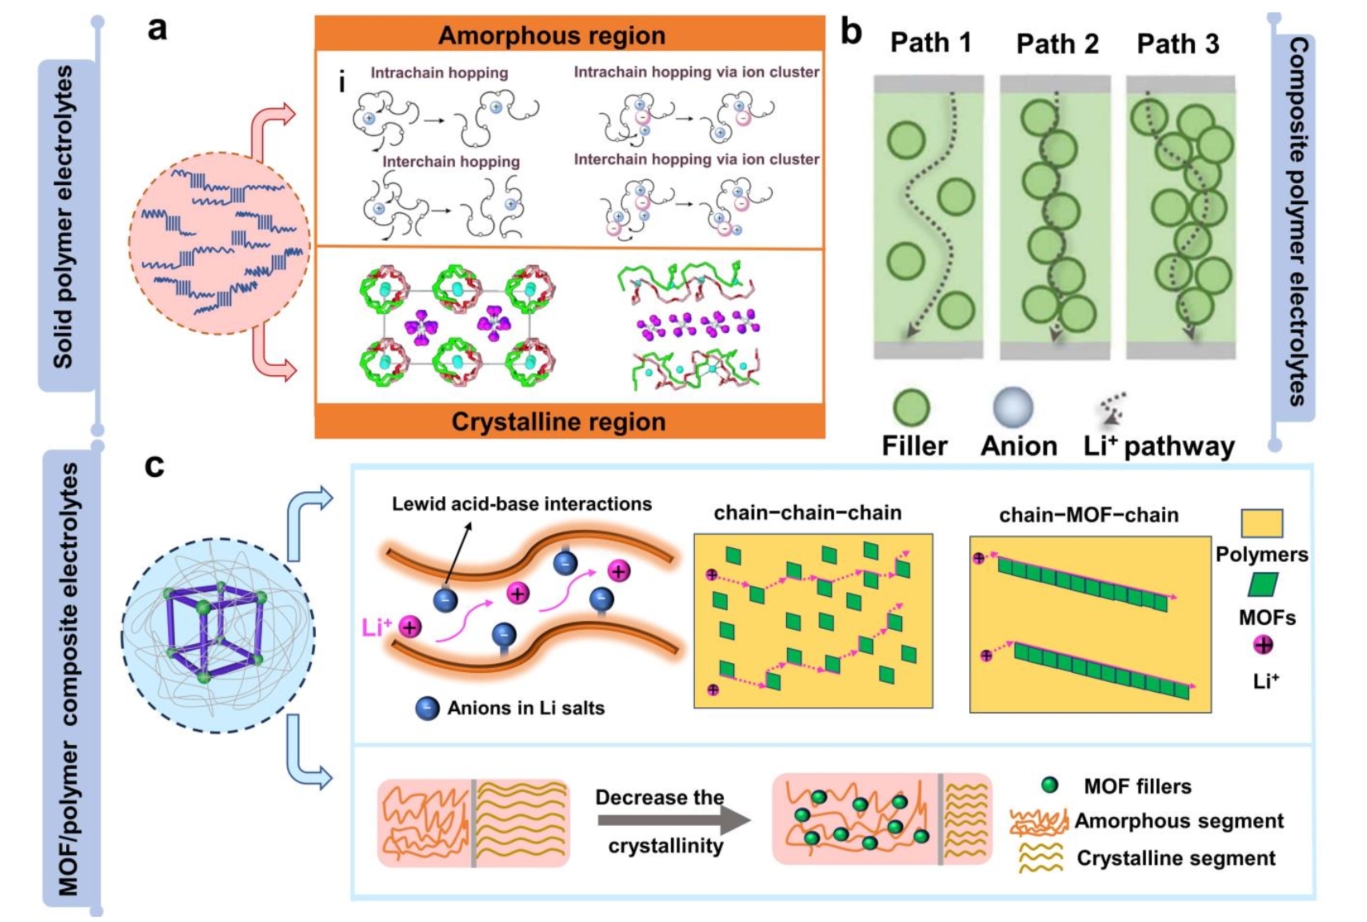 Solid polymer electrolytes
a
Amorphous region
i
Intrachain hopping
Intrachain hopping via ion cluster
Interchain hopping
Interchain hopping via ion cluster
Crystalline region
b
Path 1
Path 2
Path 3
Filler
Anion
Li⁺ pathway
Composite polymer electrolytes
MOF/polymer composite electrolytes
c
Lewid acid-base interactions
Li⁺
Anions in Li salts
chain−chain−chain
chain−MOF−chain
Polymers
MOFs
Li⁺
Decrease the
crystallinity
MOF fillers
Amorphous segment
Crystalline segment